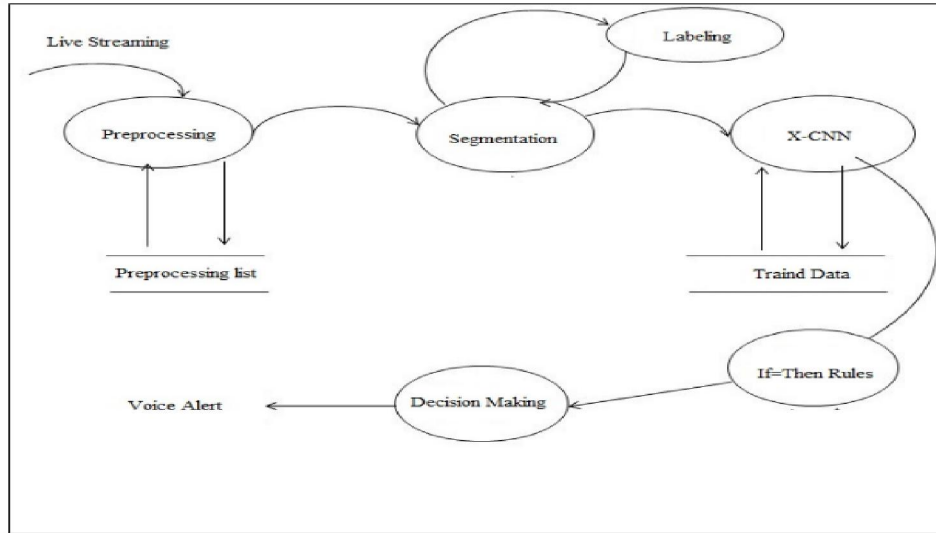 Live Streaming
Labeling
Preprocessing
Segmentation
X-CNN
Preprocessing list
Traind Data
If=Then Rules
Decision Making
Voice Alert